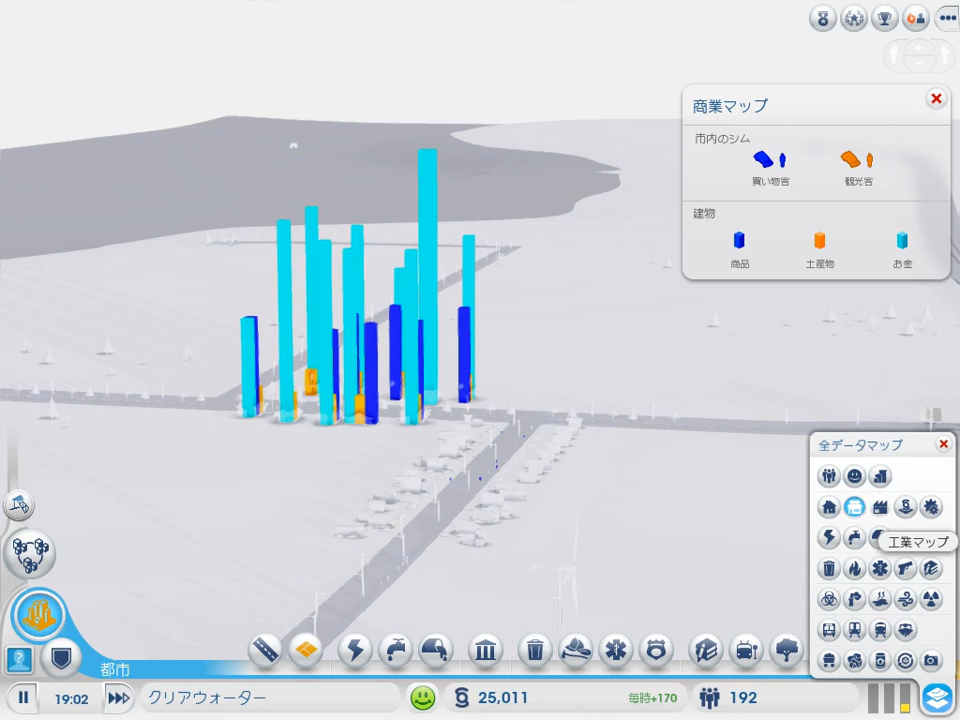 商業マップ
市内のシム
買い物客 観光客
建物
商品 土産物 お金
全データマップ
工業マップ
都市
19:02 クリアウォーター 25,011 毎時+170 192